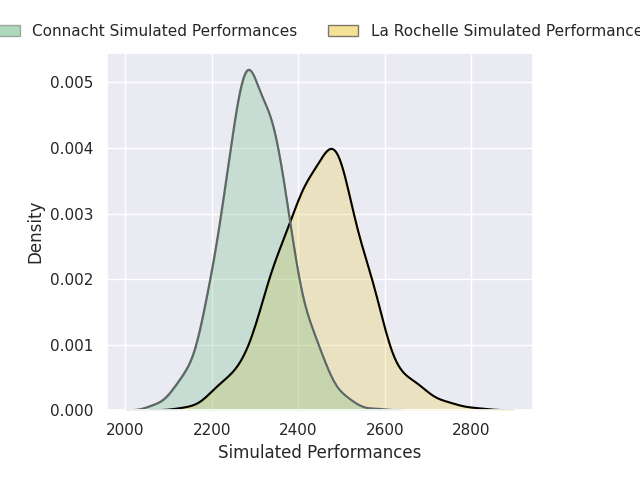 Connacht Simulated Performances La Rochelle Simulated Performance
0.005
0.004
0.003
0.002
0.001
0.000
Density
2000 2200 2400 2600 2800
Simulated Performances